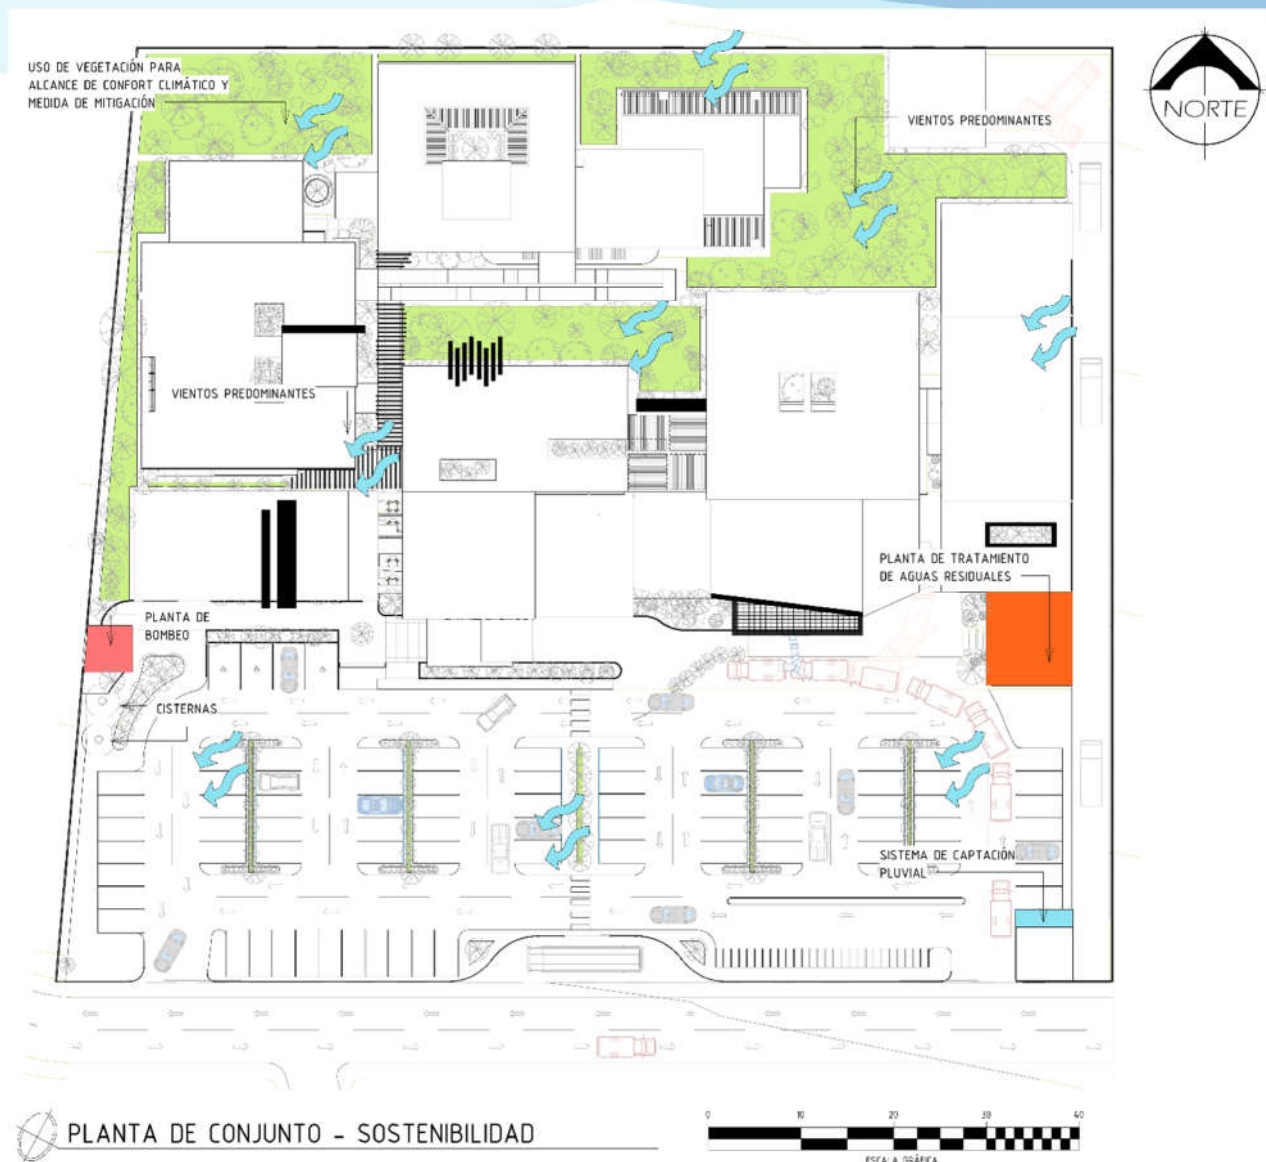 USO DE VEGETACIÓN PARA
ALCANCE DE CONFORT CLIMÁTICO Y
MEDIDA DE MITIGACIÓN
NORTE
VIENTOS PREDOMINANTES
VIENTOS PREDOMINANTES
PLANTA DE TRATAMIENTO
DE AGUAS RESIDUALES
PLANTA DE
BOMBEO
CISTERNAS
SISTEMA DE CAPTACIÓN
PLUVIAL
PLANTA DE CONJUNTO - SOSTENIBILIDAD
0 10 20 30 40
ESCALA GRÁFICA